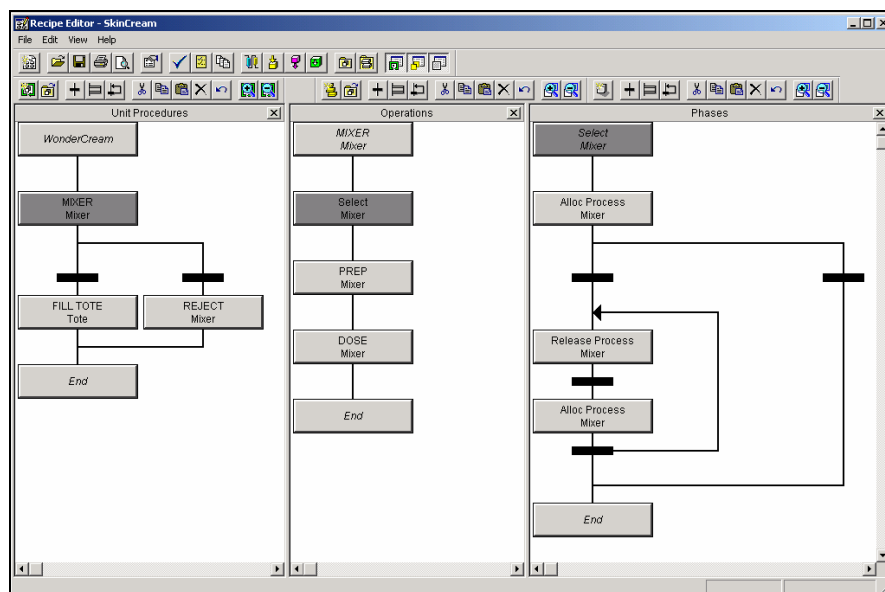 Recipe Editor - SkinCream
File Edit View Help
Unit Procedures
WonderCream
MIXER
Mixer
FILL TOTE
Tote
REJECT
Mixer
End
Operations
MIXER
Mixer
Select
Mixer
PREP
Mixer
DOSE
Mixer
End
Phases
Select
Mixer
Alloc Process
Mixer
Release Process
Mixer
Alloc Process
Mixer
End